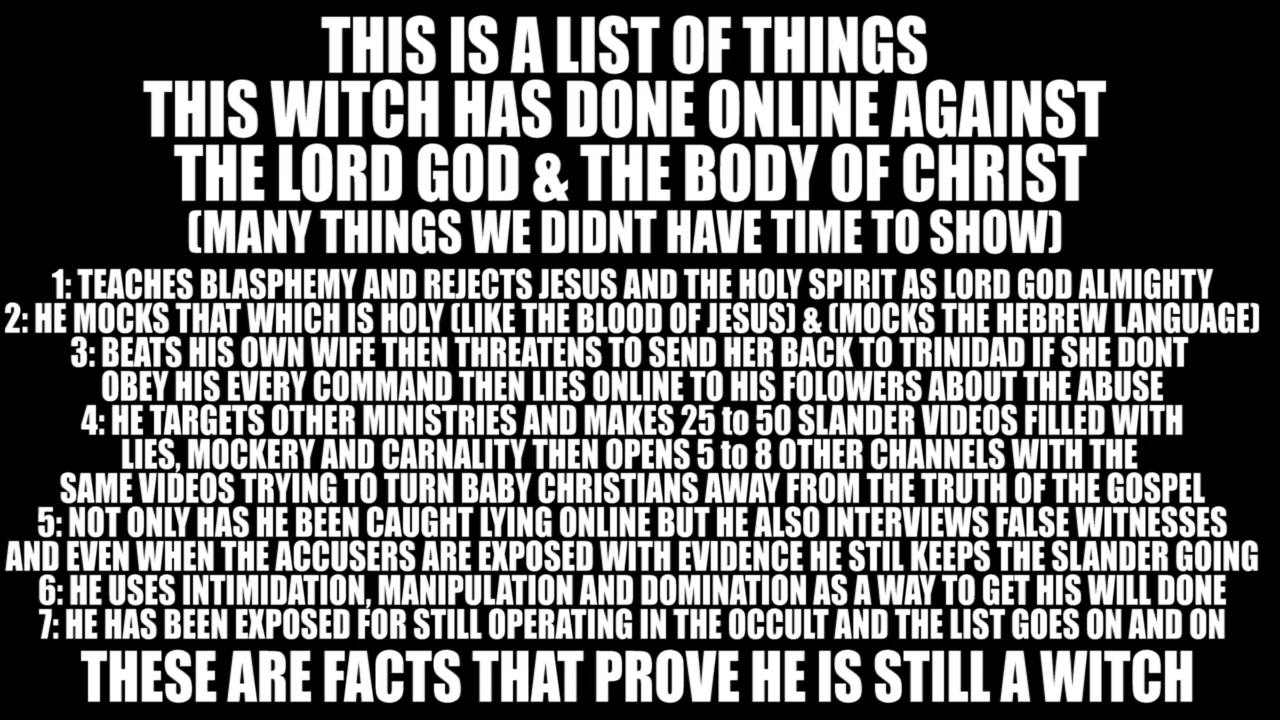 THIS IS A LIST OF THINGS
THIS WITCH HAS DONE ONLINE AGAINST
THE LORD GOD & THE BODY OF CHRIST
(MANY THINGS WE DIDNT HAVE TIME TO SHOW)
1: TEACHES BLASPHEMY AND REJECTS JESUS AND THE HOLY SPIRIT AS LORD GOD ALMIGHTY
2: HE MOCKS THAT WHICH IS HOLY (LIKE THE BLOOD OF JESUS) & (MOCKS THE HEBREW LANGUAGE)
3: BEATS HIS OWN WIFE THEN THREATENS TO SEND HER BACK TO TRINIDAD IF SHE DONT
OBEY HIS EVERY COMMAND THEN LIES ONLINE TO HIS FOLOWERS ABOUT THE ABUSE
4: HE TARGETS OTHER MINISTRIES AND MAKES 25 to 50 SLANDER VIDEOS FILLED WITH
LIES, MOCKERY AND CARNALITY THEN OPENS 5 to 8 OTHER CHANNELS WITH THE
SAME VIDEOS TRYING TO TURN BABY CHRISTIANS AWAY FROM THE TRUTH OF THE GOSPEL
5: NOT ONLY HAS HE BEEN CAUGHT LYING ONLINE BUT HE ALSO INTERVIEWS FALSE WITNESSES
AND EVEN WHEN THE ACCUSERS ARE EXPOSED WITH EVIDENCE HE STIL KEEPS THE SLANDER GOING
6: HE USES INTIMIDATION, MANIPULATION AND DOMINATION AS A WAY TO GET HIS WILL DONE
7: HE HAS BEEN EXPOSED FOR STILL OPERATING IN THE OCCULT AND THE LIST GOES ON AND ON
THESE ARE FACTS THAT PROVE HE IS STILL A WITCH